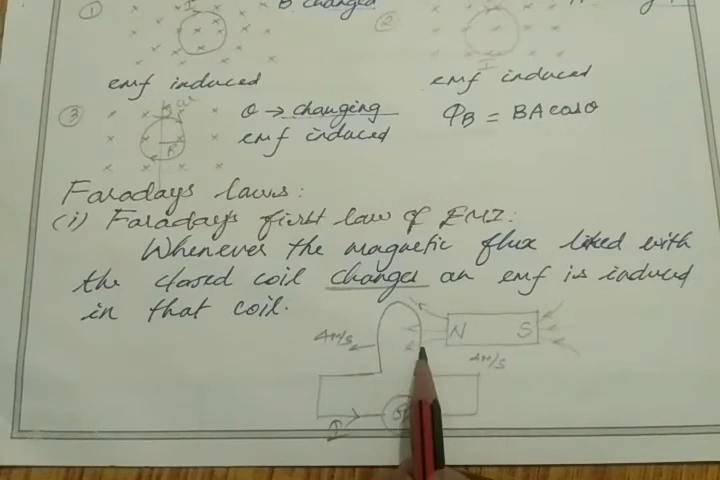 ① B changed
②
emf induced emf induced
③ θ → changing Φ_B = BA cosθ
emf induced
Faradays laws:
(i) Faraday's first law of EMI:
Whenever the magnetic flux liked with
the closed coil changes an emf is induced
in that coil.
4m/s N S
4m/s
I